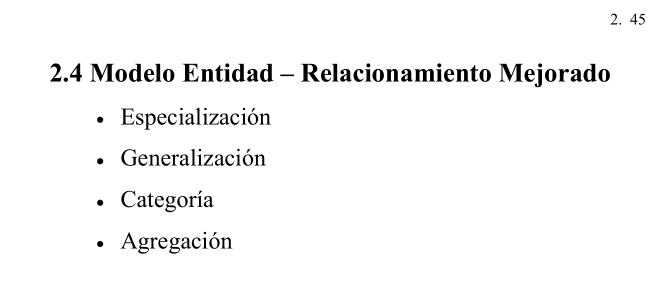 2. 45
2.4 Modelo Entidad – Relacionamiento Mejorado
• Especialización
• Generalización
• Categoría
• Agregación